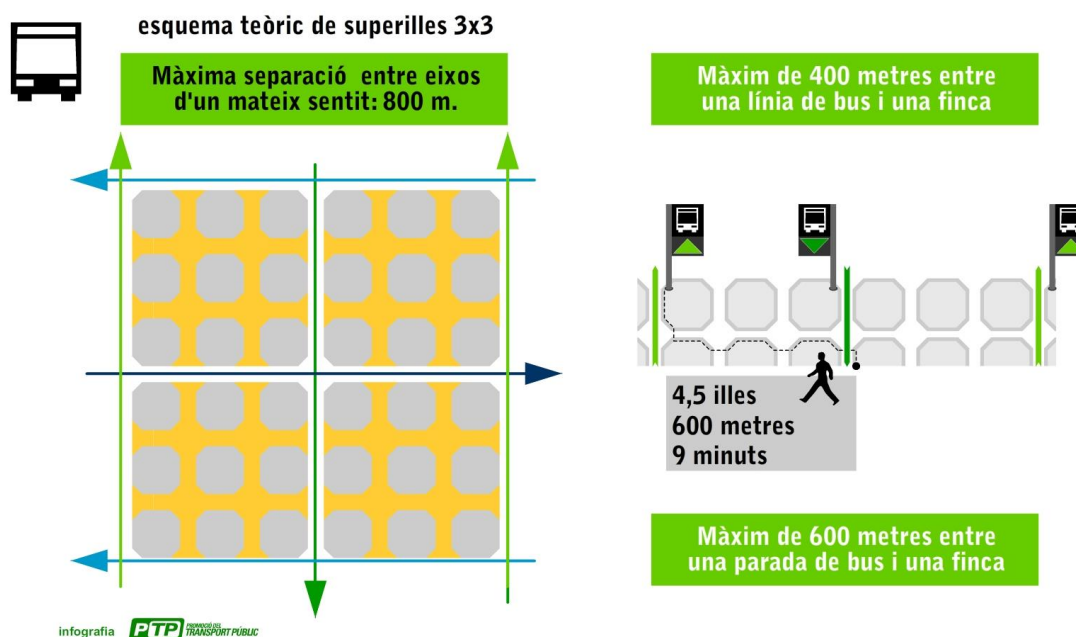 esquema teòric de superilles 3x3
Màxima separació entre eixos
d'un mateix sentit: 800 m.
Màxim de 400 metres entre
una línia de bus i una finca
4,5 illes
600 metres
9 minuts
Màxim de 600 metres entre
una parada de bus i una finca
infografia PTP PROMOCIÓ DEL
TRANSPORT PÚBLIC